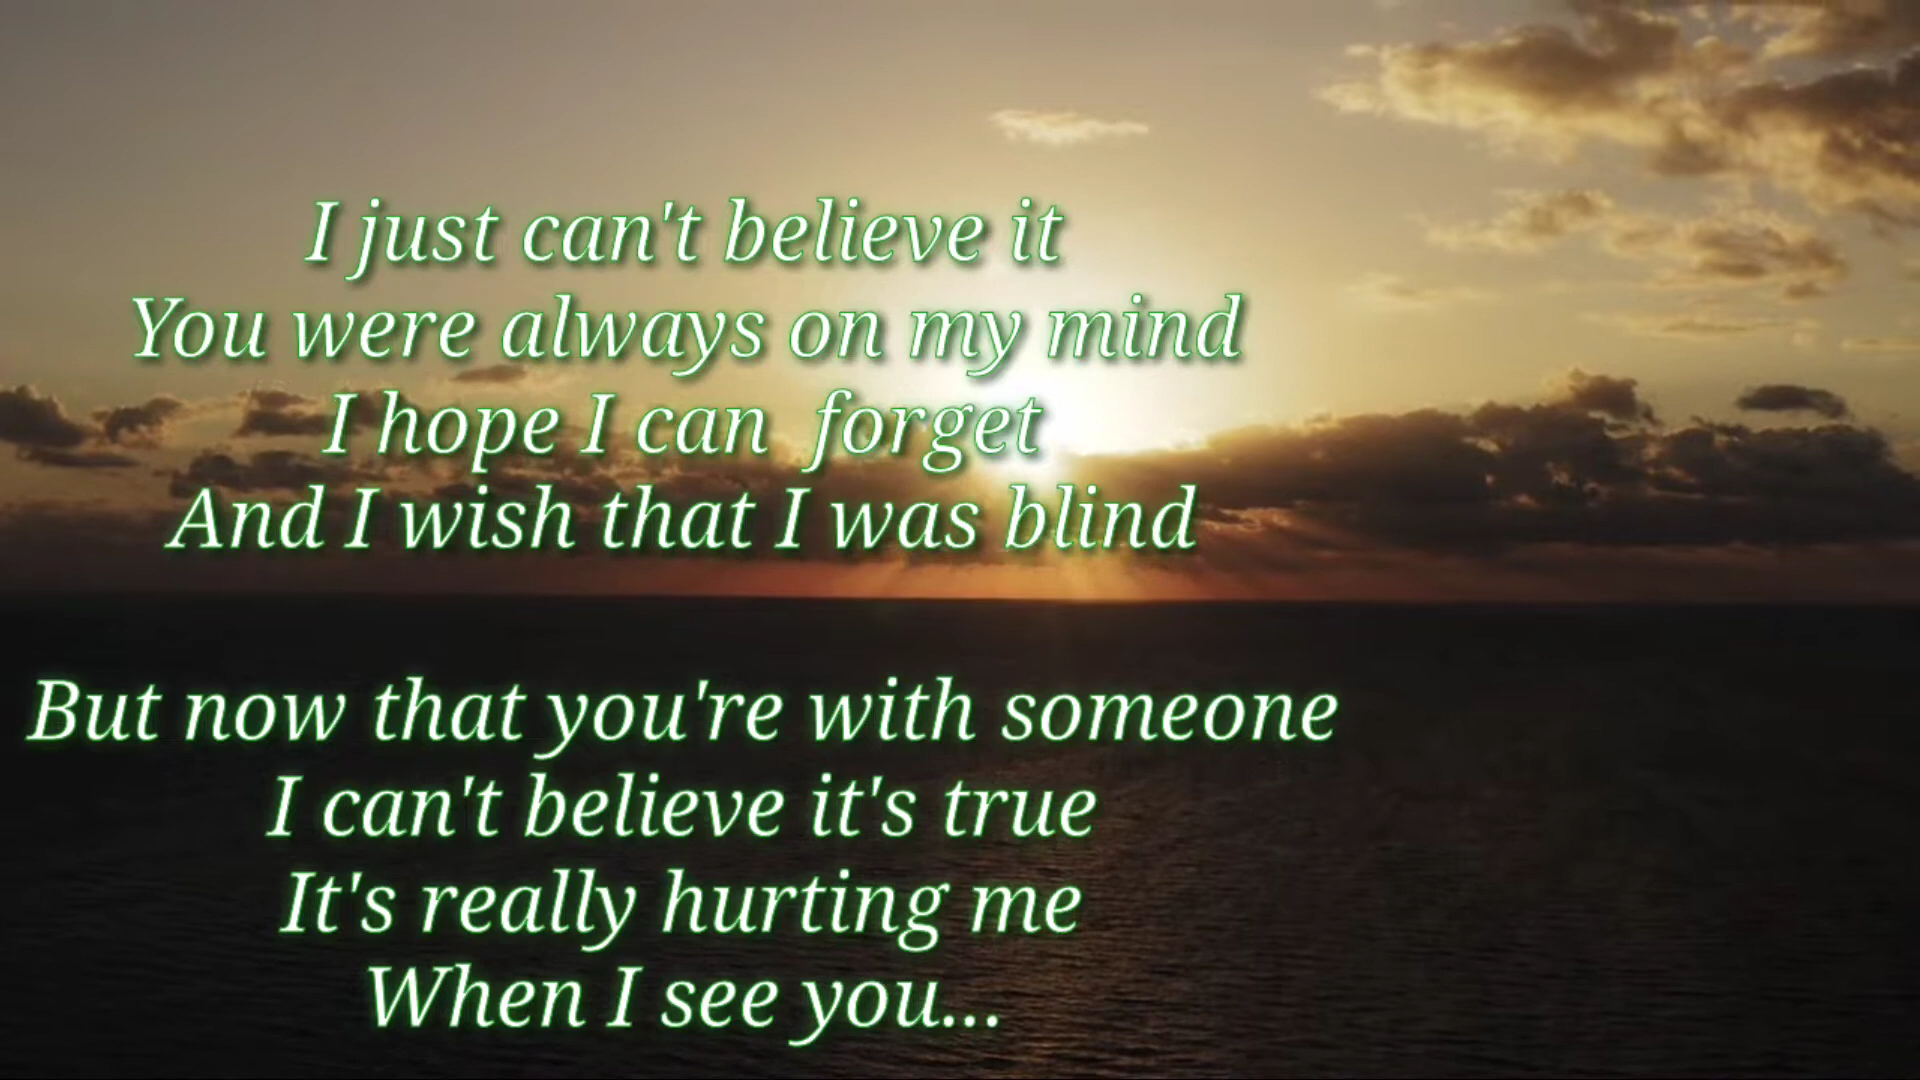 I just can't believe it
You were always on my mind
I hope I can forget
And I wish that I was blind
But now that you're with someone
I can't believe it's true
It's really hurting me
When I see you...